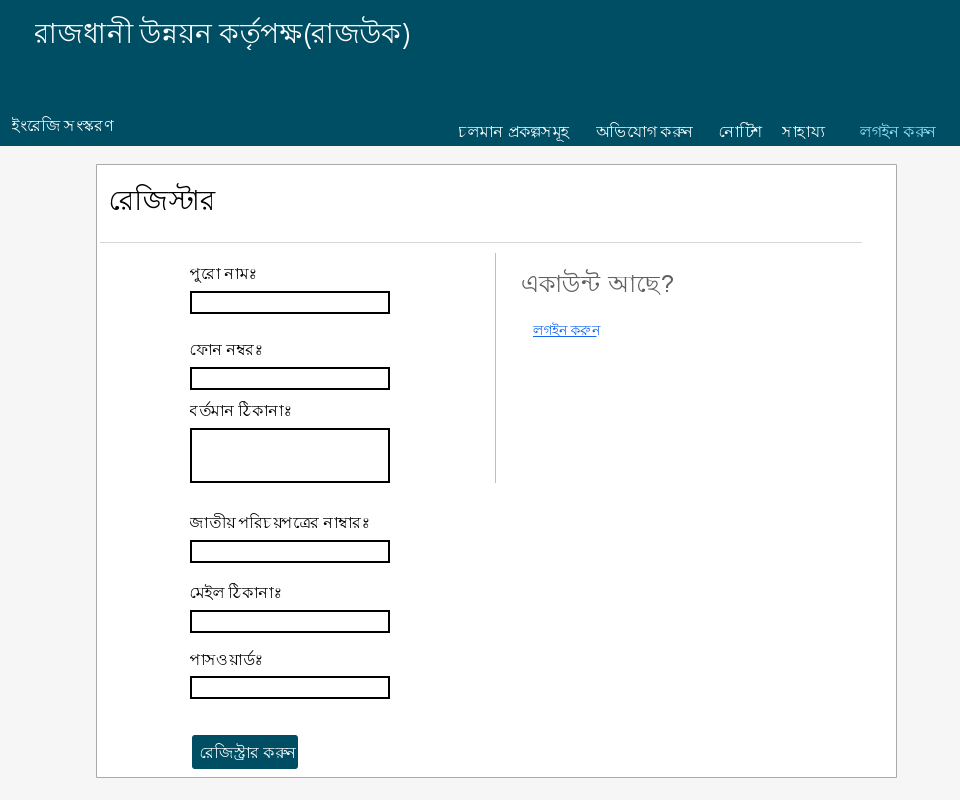 রাজধানী উন্নয়ন কর্তৃপক্ষ(রাজউক)
ইংরেজি সংস্করণ
চলমান প্রকল্পসমূহ অভিযোগ করুন নোটিশ সাহায্য লগইন করুন
রেজিস্টার
পুরো নামঃ
একাউন্ট আছে?
লগইন করুন
ফোন নম্বরঃ
বর্তমান ঠিকানাঃ
জাতীয় পরিচয়পত্রের নাম্বারঃ
মেইল ঠিকানাঃ
পাসওয়ার্ডঃ
রেজিস্ট্রার করুন